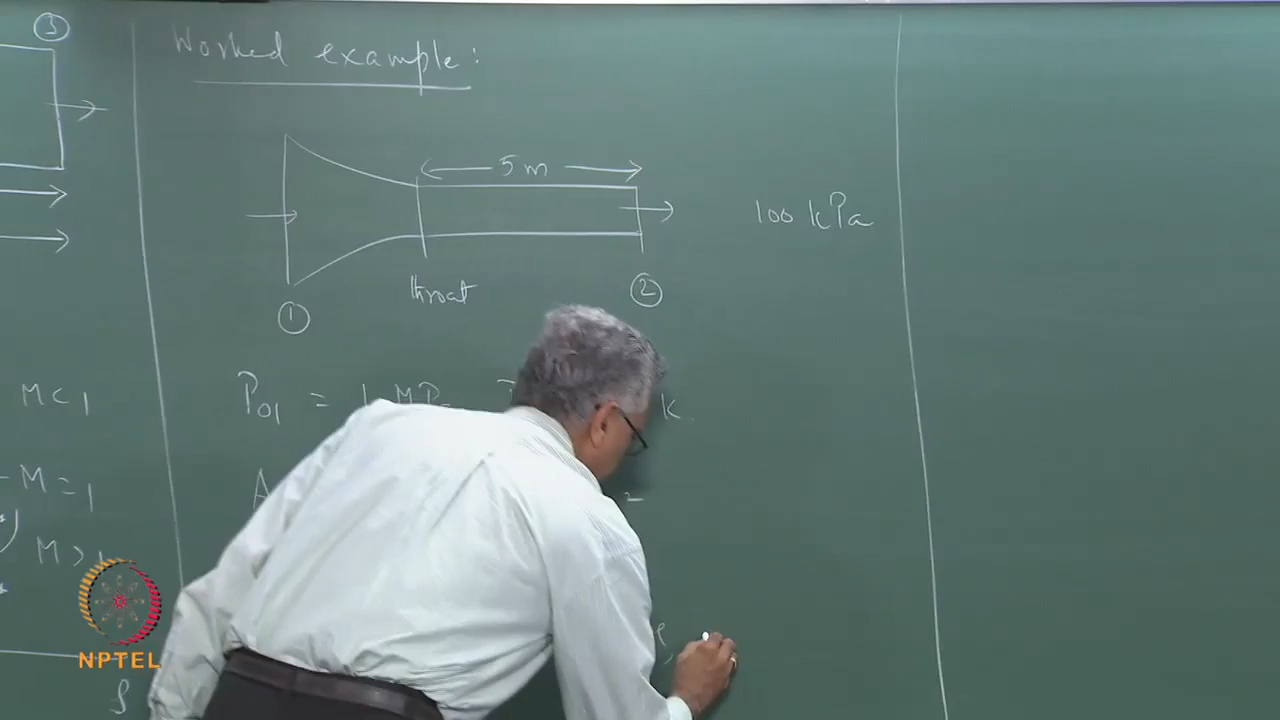 ③
Worked example:
5 m
100 kPa
throat
①
②
P01 = 1 MPa
K
M<1
M=1
M>1
NPTEL
ρ